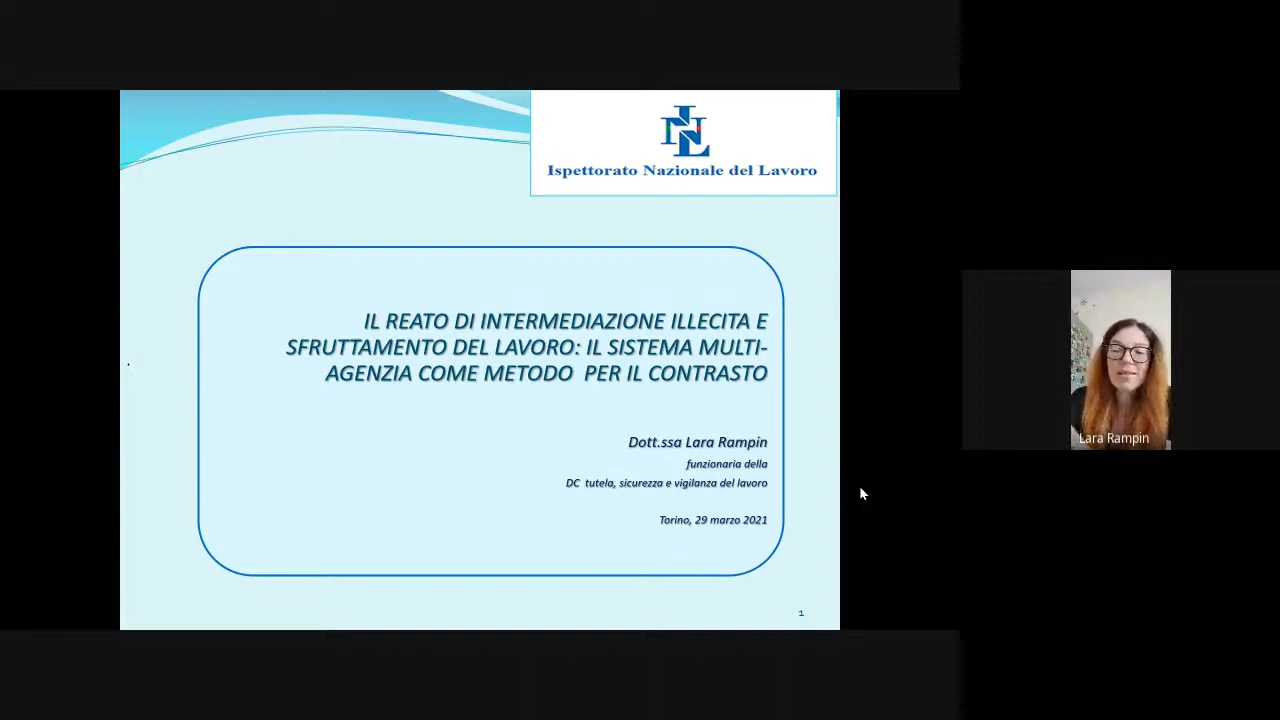 INL
Ispettorato Nazionale del Lavoro
IL REATO DI INTERMEDIAZIONE ILLECITA E
SFRUTTAMENTO DEL LAVORO: IL SISTEMA MULTI-
AGENZIA COME METODO  PER IL CONTRASTO
Dott.ssa Lara Rampin
funzionaria della
DC  tutela, sicurezza e vigilanza del lavoro
Torino, 29 marzo 2021
1
Lara Rampin